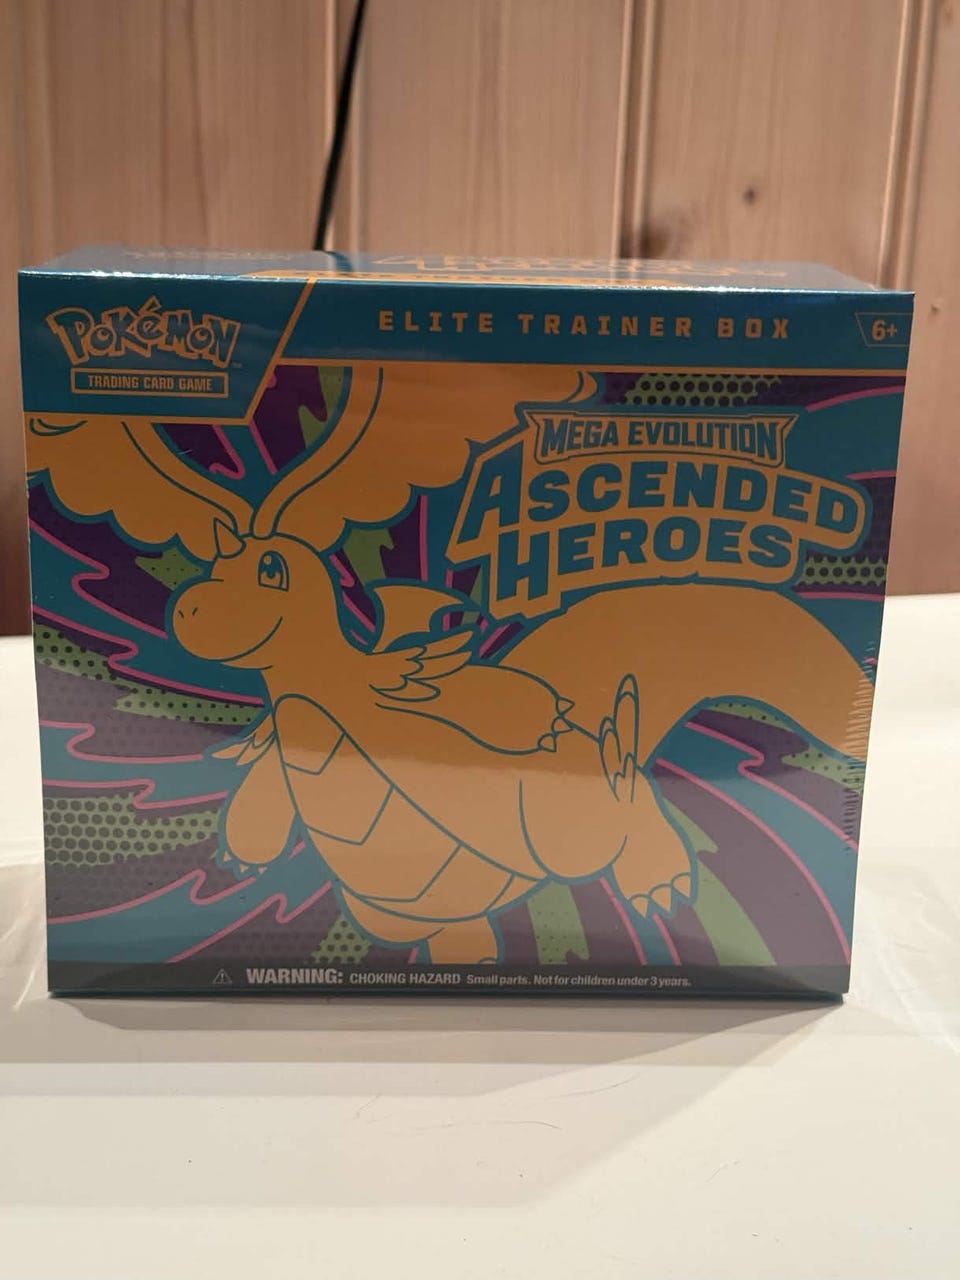 POKéMON
TRADING CARD GAME
ELITE TRAINER BOX
6+
MEGA EVOLUTION
ASCENDED
HEROES
WARNING: CHOKING HAZARD Small parts. Not for children under 3 years.